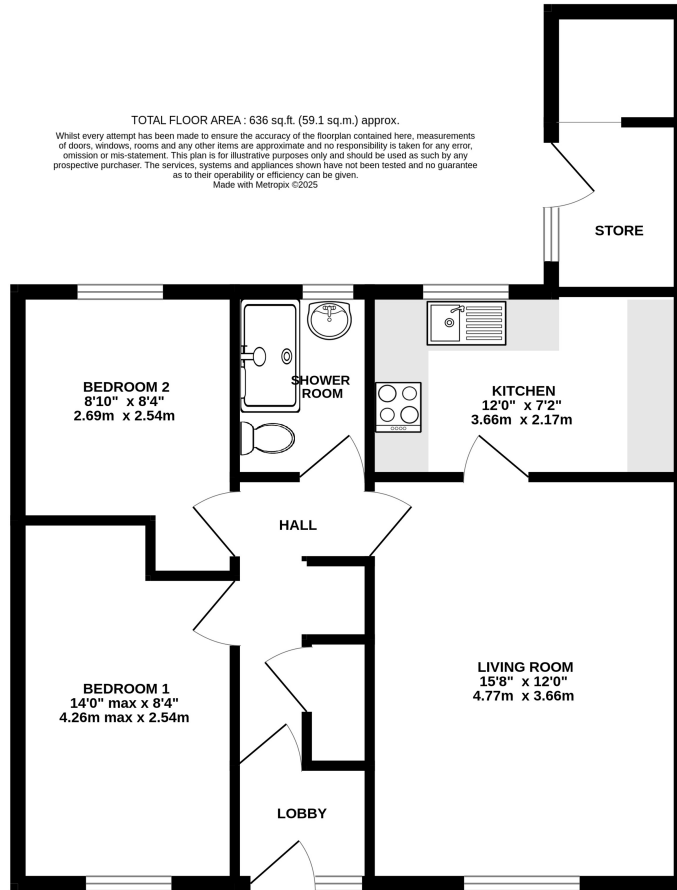 TOTAL FLOOR AREA : 636 sq.ft. (59.1 sq.m.) approx.
Whilst every attempt has been made to ensure the accuracy of the floorplan contained here, measurements
of doors, windows, rooms and any other items are approximate and no responsibility is taken for any error,
omission or mis-statement. This plan is for illustrative purposes only and should be used as such by any
prospective purchaser. The services, systems and appliances shown have not been tested and no guarantee
as to their operability or efficiency can be given.
Made with Metropix ©2025
STORE
BEDROOM 2
8'10" x 8'4"
2.69m x 2.54m
SHOWER
ROOM
KITCHEN
12'0" x 7'2"
3.66m x 2.17m
HALL
BEDROOM 1
14'0" max x 8'4"
4.26m max x 2.54m
LIVING ROOM
15'8" x 12'0"
4.77m x 3.66m
LOBBY